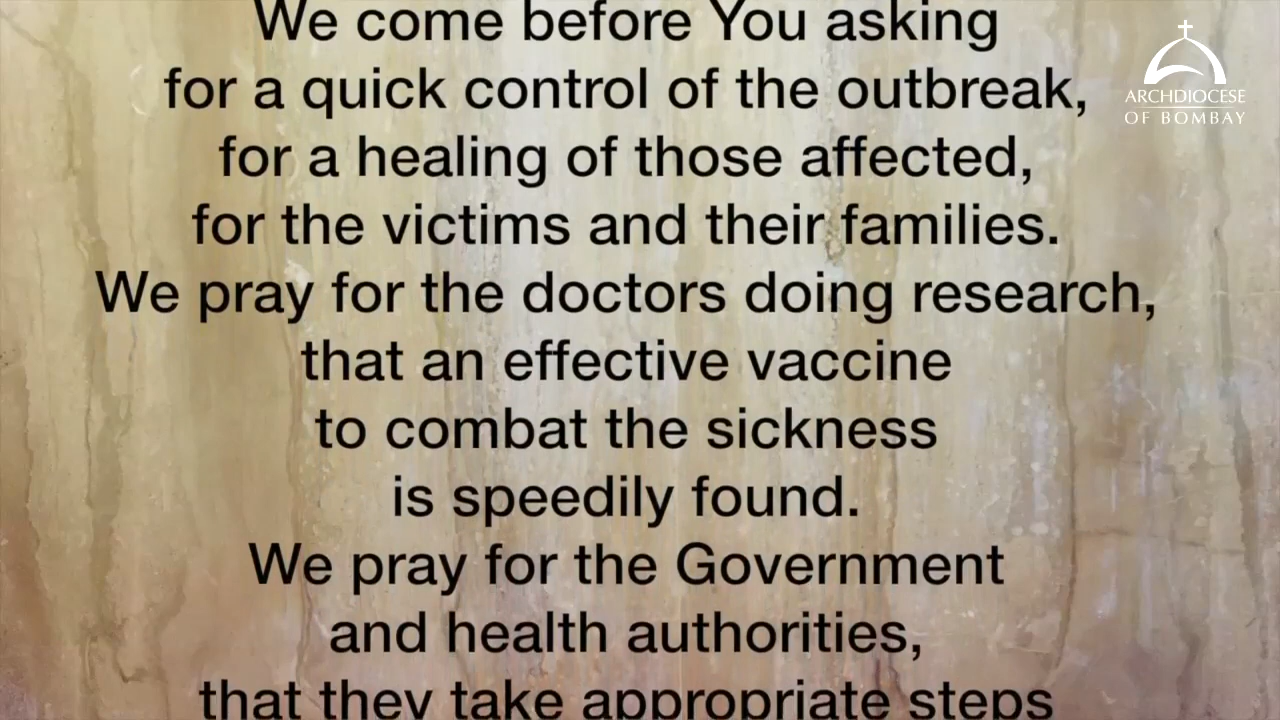 We come before You asking
for a quick control of the outbreak,
for a healing of those affected,
for the victims and their families.
We pray for the doctors doing research,
that an effective vaccine
to combat the sickness
is speedily found.
We pray for the Government
and health authorities,
that they take appropriate steps
ARCHDIOCESE
OF BOMBAY